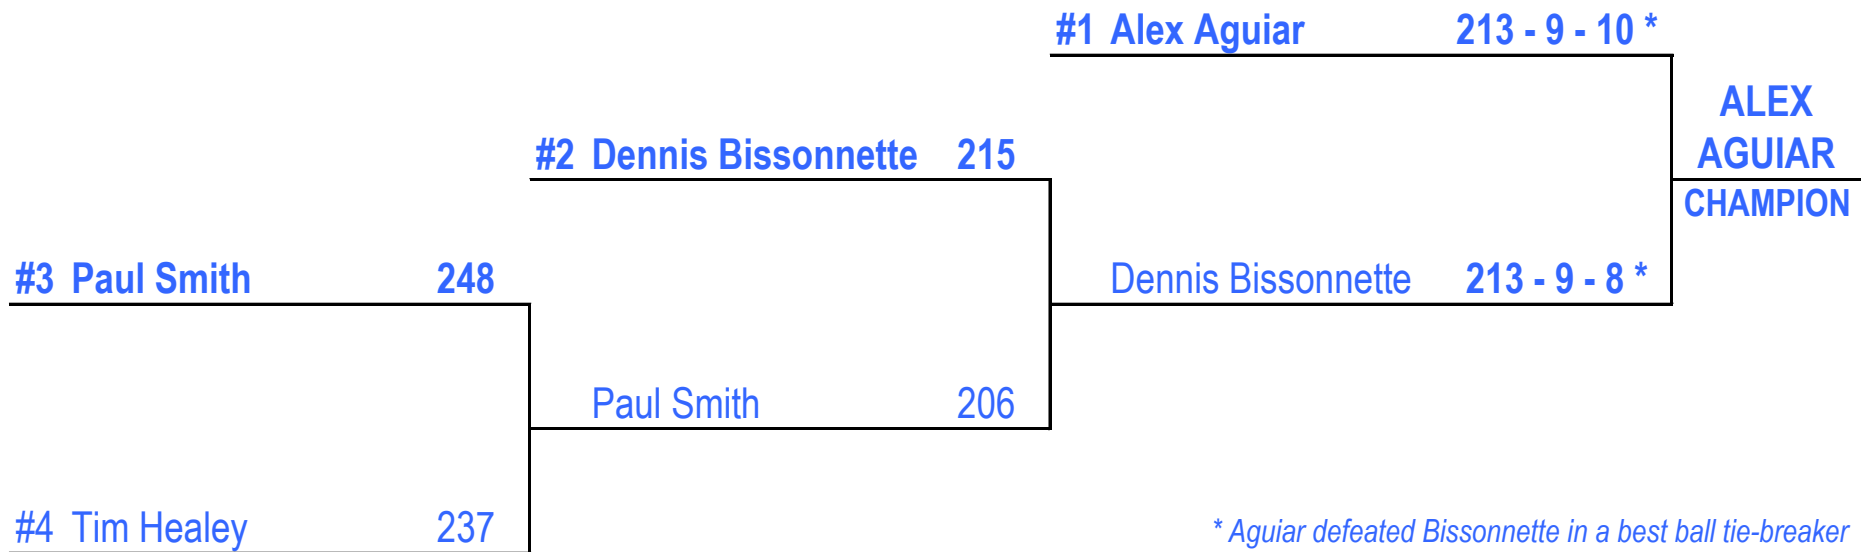 #1 Alex Aguiar 213 - 9 - 10 *
ALEX
AGUIAR
CHAMPION
#2 Dennis Bissonnette 215
#3 Paul Smith 248
Dennis Bissonnette 213 - 9 - 8 *
Paul Smith 206
#4 Tim Healey 237
* Aguiar defeated Bissonnette in a best ball tie-breaker